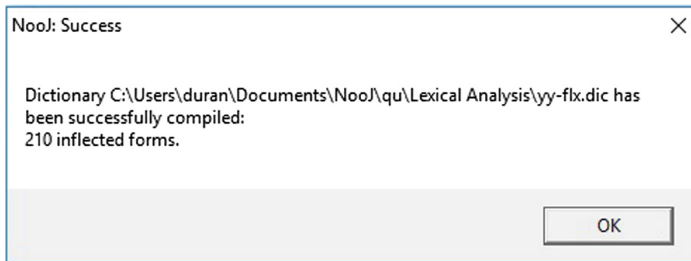 NooJ: Success
Dictionary C:\Users\duran\Documents\NooJ\qu\Lexical Analysis\yy-flx.dic has
been successfully compiled:
210 inflected forms.
OK